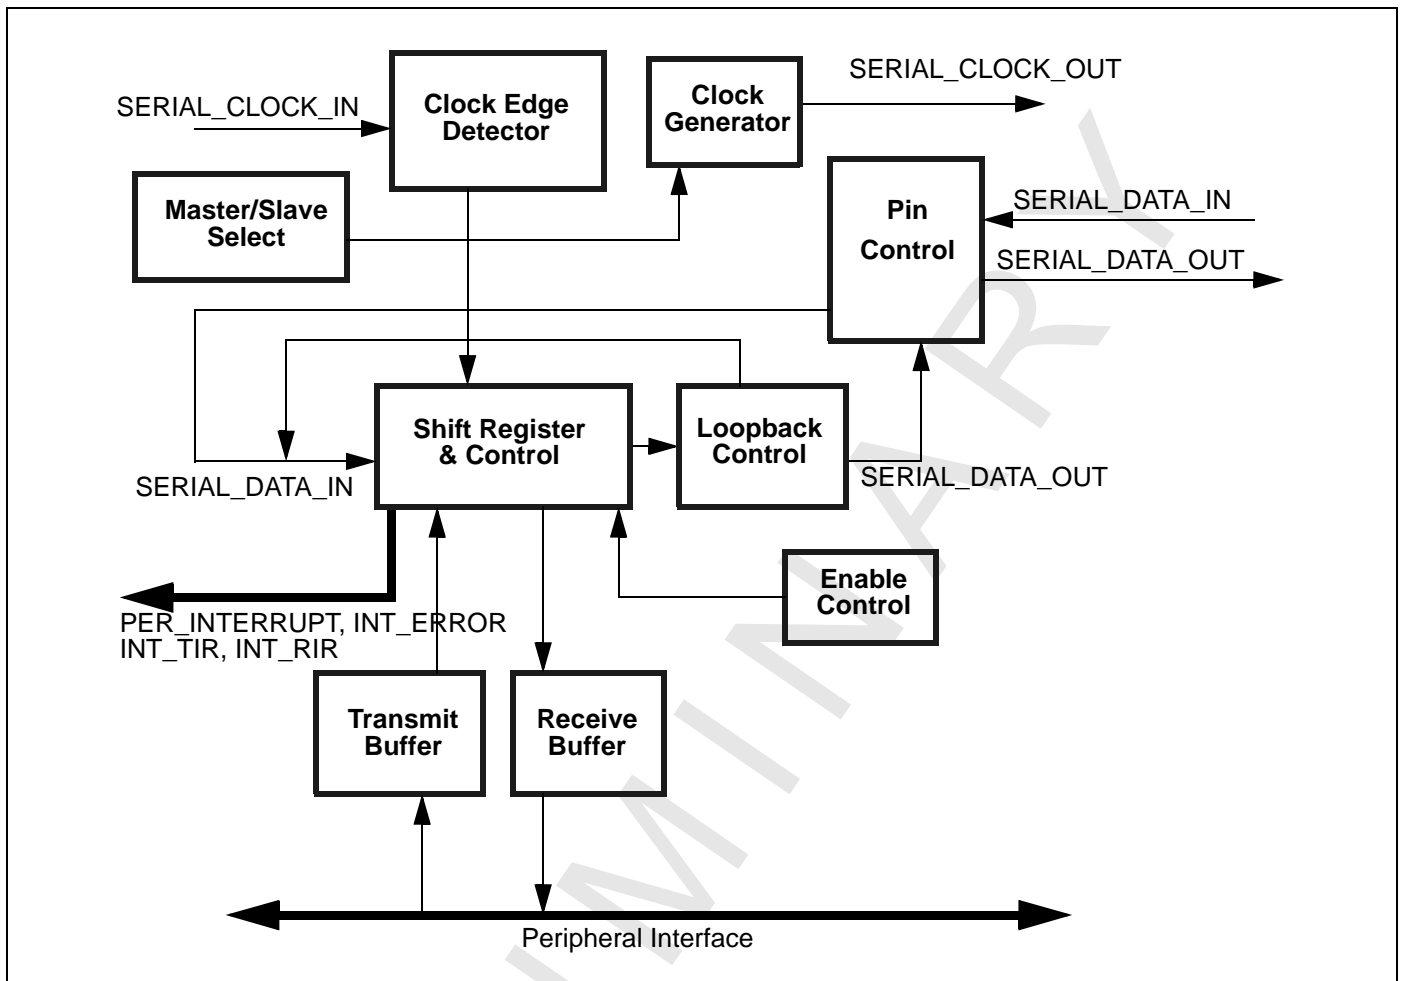 SERIAL_CLOCK_IN
Clock Edge
Detector
Clock
Generator
SERIAL_CLOCK_OUT
Master/Slave
Select
Pin
Control
SERIAL_DATA_IN
SERIAL_DATA_OUT
Shift Register
& Control
Loopback
Control
SERIAL_DATA_IN
SERIAL_DATA_OUT
Enable
Control
PER_INTERRUPT, INT_ERROR
INT_TIR, INT_RIR
Transmit
Buffer
Receive
Buffer
Peripheral Interface
IMINARY